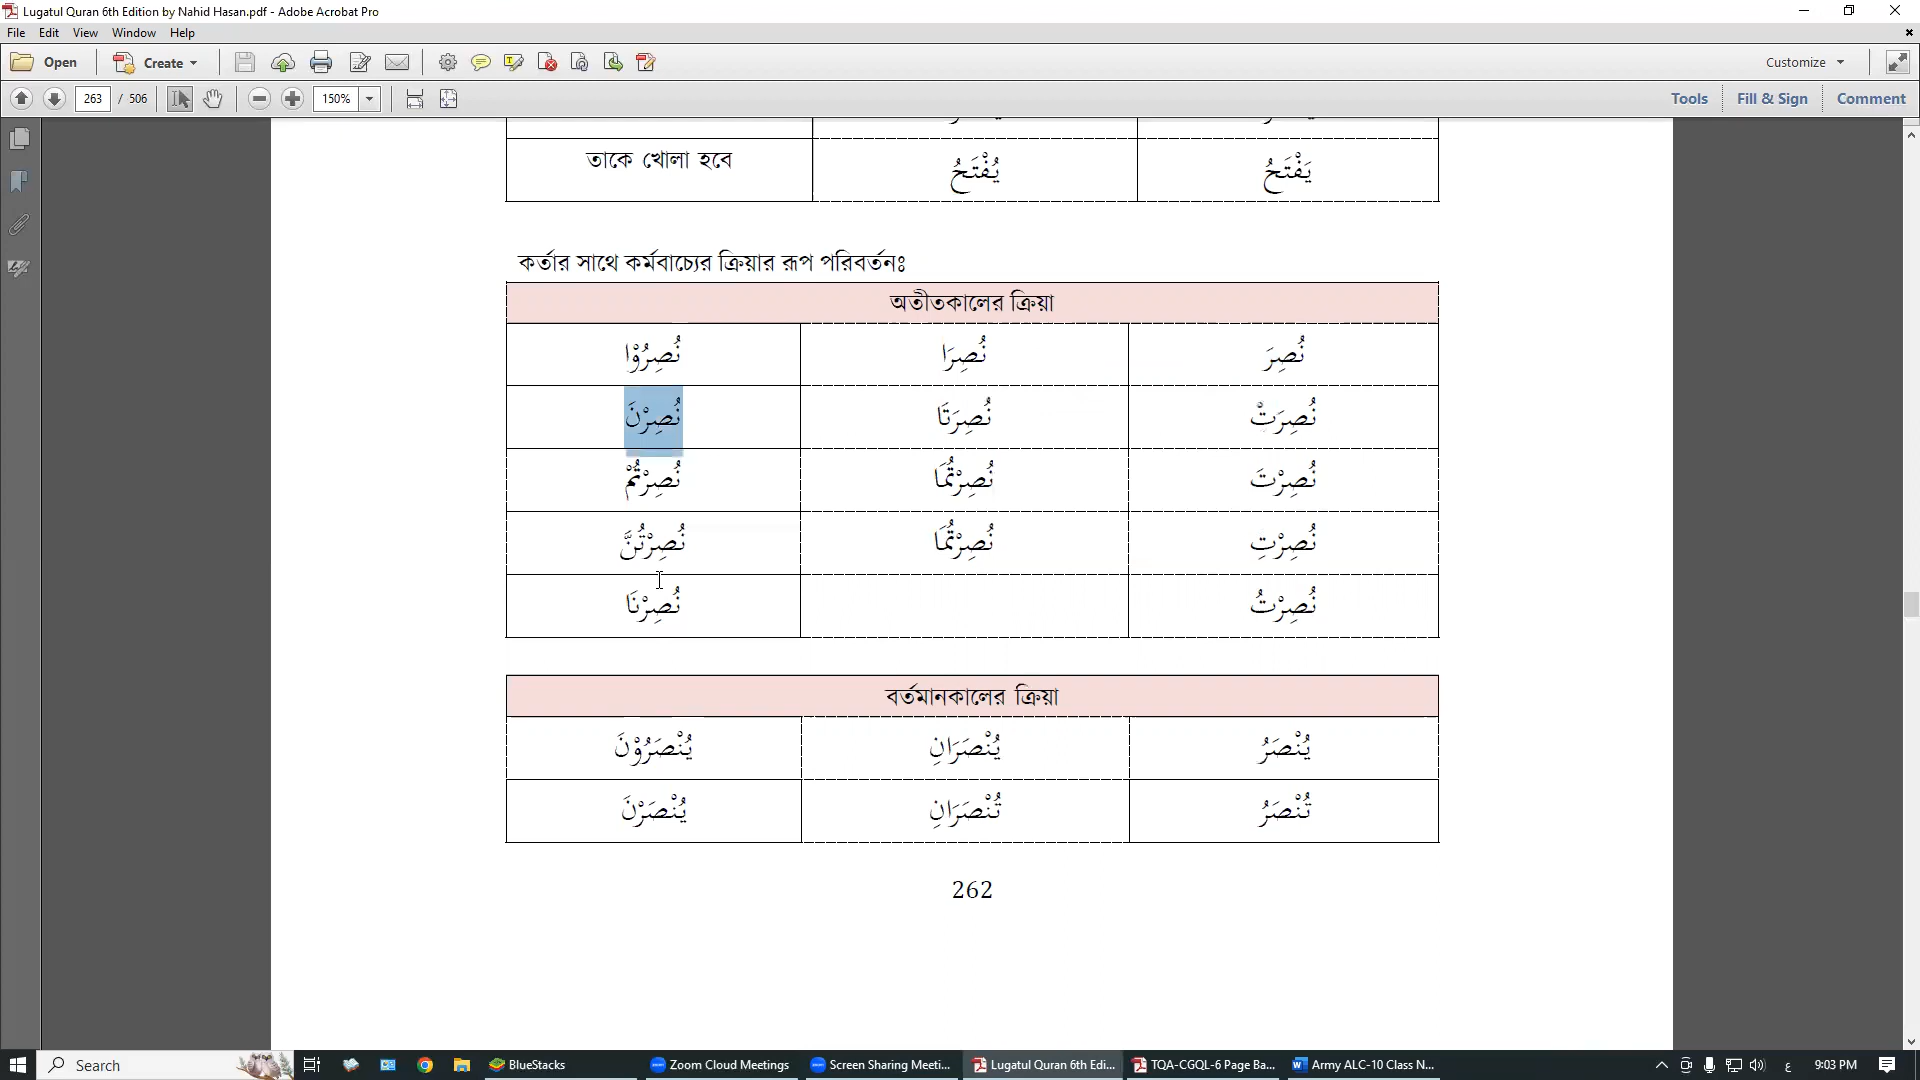 Lugatul Quran 6th Edition by Nahid Hasan.pdf - Adobe Acrobat Pro
File Edit View Window Help
Open Create Customize
263 / 506 150% Tools Fill & Sign Comment
তাকে খোলা হবে يُفْتَحُ يَفْتَحُ
কর্তার সাথে কর্মবাচ্যের ক্রিয়ার রূপ পরিবর্তনঃ
অতীতকালের ক্রিয়া
نُصِرَ نُصِرَا نُصِرُوْا
نُصِرَتْ نُصِرَتَا نُصِرْنَ
نُصِرْتَ نُصِرْتُمَا نُصِرْتُمْ
نُصِرْتِ نُصِرْتُمَا نُصِرْتُنَّ
نُصِرْتُ نُصِرْنَا
বর্তমানকালের ক্রিয়া
يُنْصَرُ يُنْصَرَانِ يُنْصَرُوْنَ
تُنْصَرُ تُنْصَرَانِ يُنْصَرْنَ
262
Search BlueStacks Zoom Cloud Meetings Screen Sharing Meeti... Lugatul Quran 6th Edi... TQA-CGQL-6 Page Ba... Army ALC-10 Class N... ع 9:03 PM